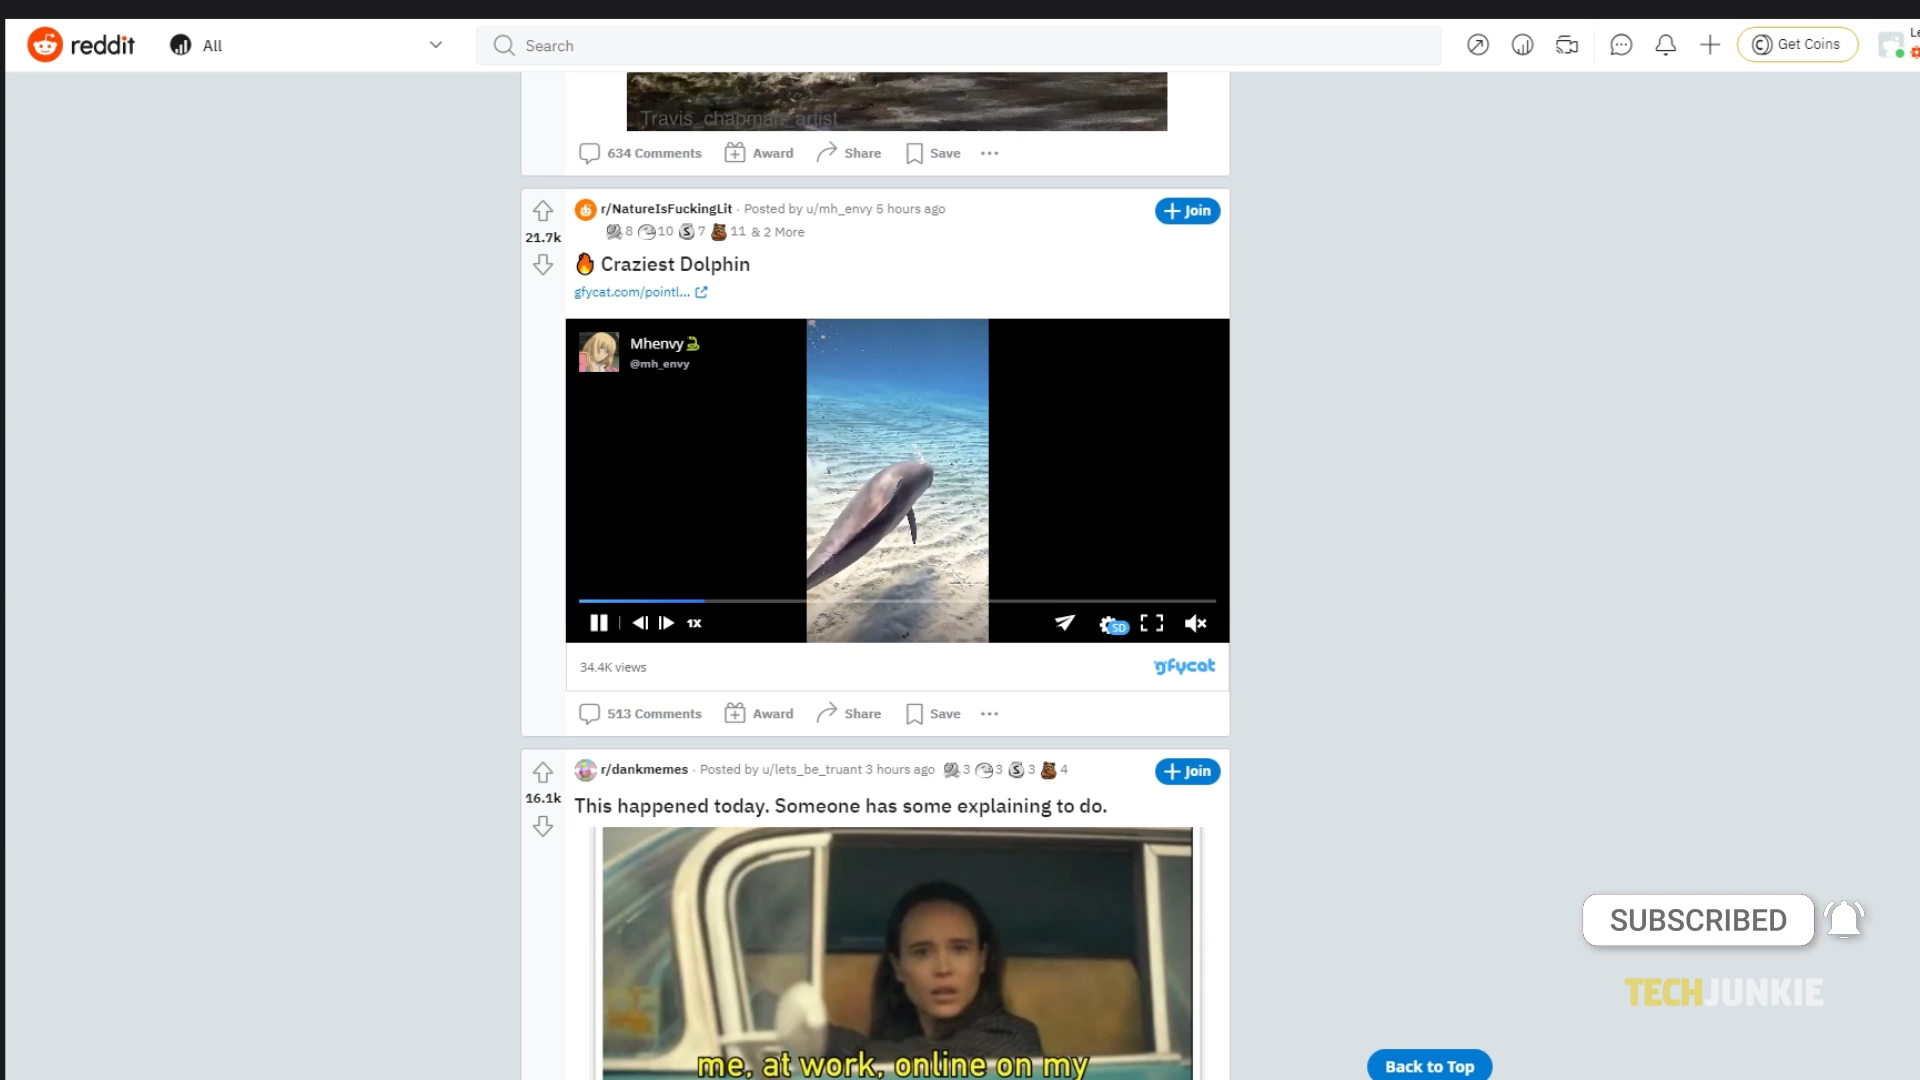 reddit
All
Search
Get Coins
Le
Travis_chapman_artist
634 Comments
Award
Share
Save
21.7k
r/NatureIsFuckingLit · Posted by u/mh_envy 5 hours ago
8 10 S 7 11 & 2 More
Join
Craziest Dolphin
gfycat.com/pointl...
Mhenvy
@mh_envy
1X
SD
34.4K views
gfycat
513 Comments
Award
Share
Save
16.1k
r/dankmemes · Posted by u/lets_be_truant 3 hours ago 3 3 S 3 4
Join
This happened today. Someone has some explaining to do.
me, at work, online on my
SUBSCRIBED
TECHJUNKIE
Back to Top